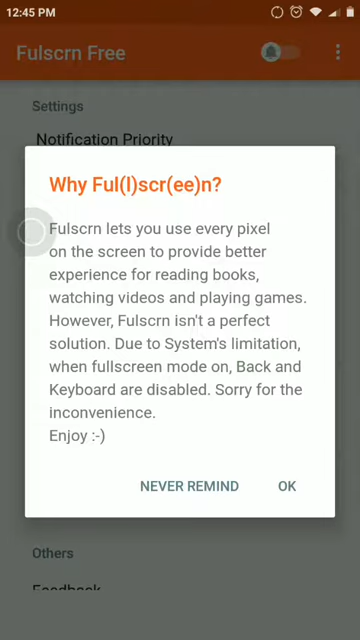 12:45 PM
Fulscrn Free
Settings
Notification Priority
Why Ful(l)scr(ee)n?
Fulscrn lets you use every pixel
on the screen to provide better
experience for reading books,
watching videos and playing games.
However, Fulscrn isn't a perfect
solution. Due to System's limitation,
when fullscreen mode on, Back and
Keyboard are disabled. Sorry for the
inconvenience.
Enjoy :-)
NEVER REMIND OK
Others
Feedback